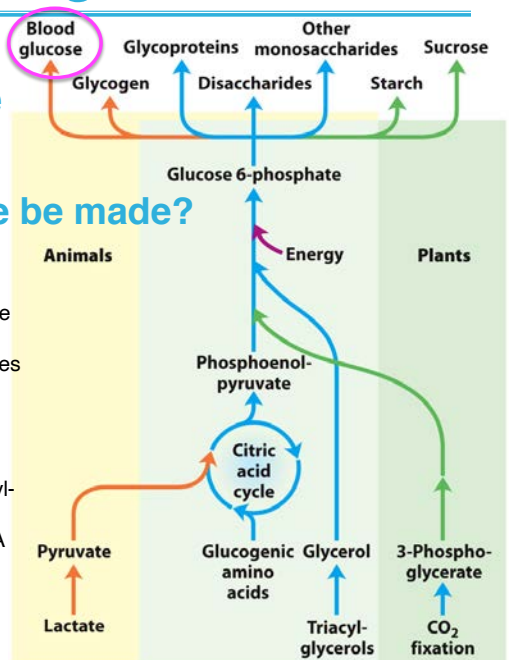 Blood
glucose
Glycoproteins
Other
monosaccharides
Sucrose
Glycogen
Disaccharides
Starch
Glucose 6-phosphate
e be made?
Animals
Energy
Plants
e
es
Phosphoenol-
pyruvate
Citric
acid
cycle
yl-
A
Pyruvate
Glucogenic
amino
acids
Glycerol
3-Phospho-
glycerate
Lactate
Triacyl-
glycerols
CO2
fixation